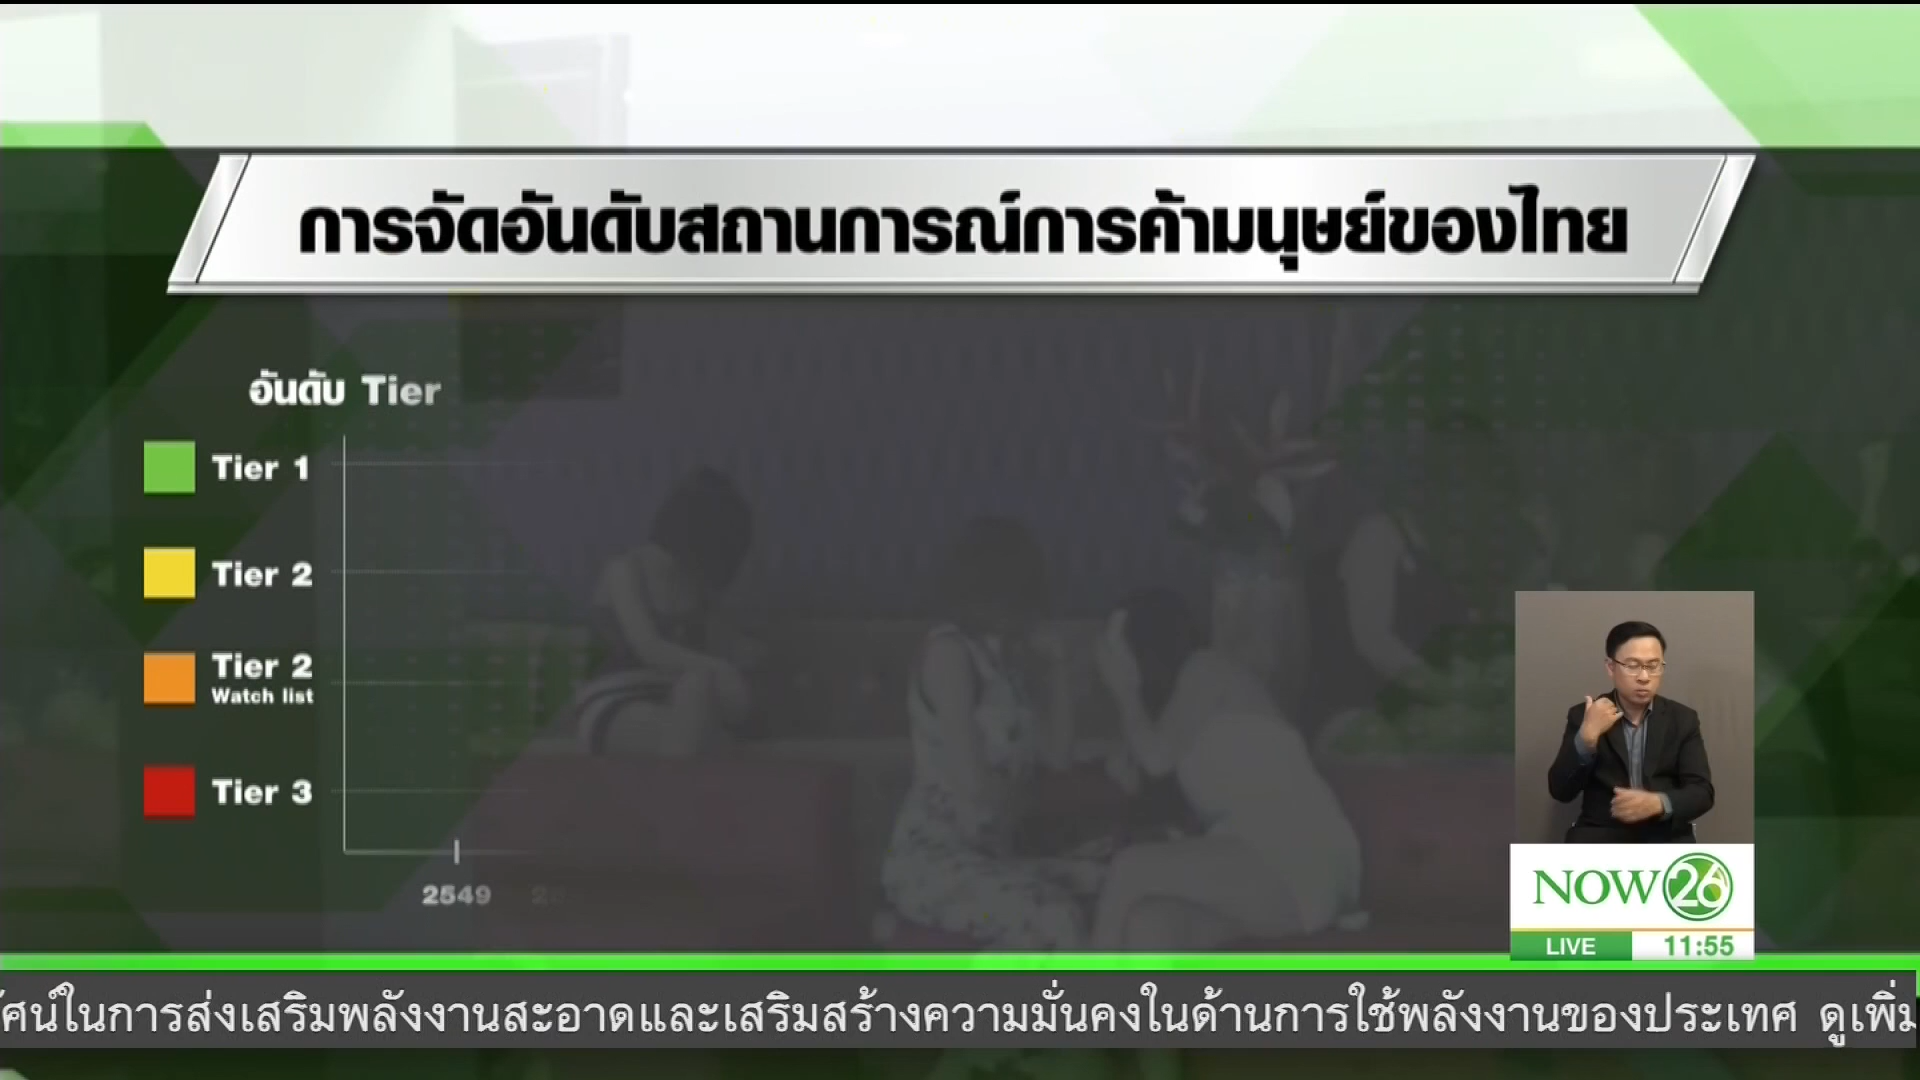 การจัดอันดับสถานการณ์การค้ามนุษย์ของไทย
อันดับ Tier
Tier 1
Tier 2
Tier 2
Watch list
Tier 3
2549
NOW26
LIVE 11:55
ในการส่งเสริมพลังงานสะอาดและเสริมสร้างความมั่นคงในด้านการใช้พลังงานของประเทศ